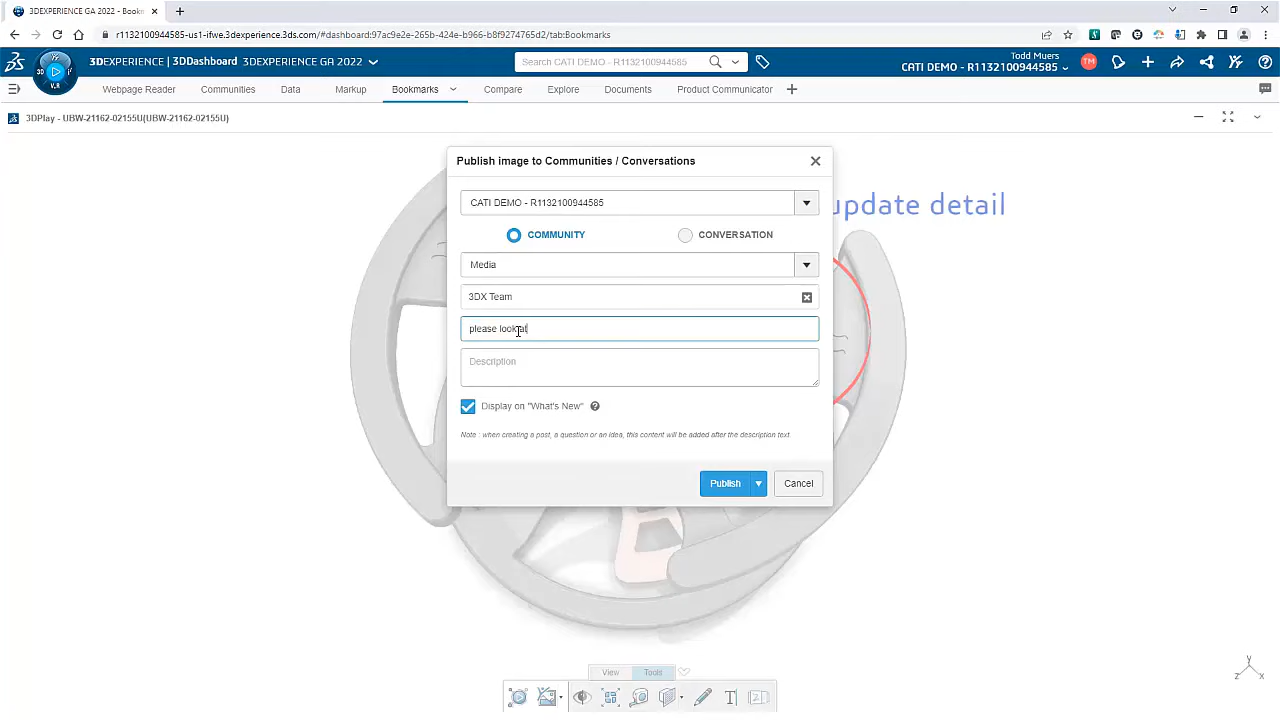 3DEXPERIENCE GA 2022 - Book
r1132100944585-us1-ifwe.3dexperience.3ds.com/#dashboard:97ac9e2e-265b-424e-b966-b8f9274765d2/tab:Bookmarks
3DEXPERIENCE | 3DDashboard 3DEXPERIENCE GA 2022
Search CATI DEMO - R1132100944585
Todd Muers
CATI DEMO - R1132100944585
TM
3D
V.R
Webpage Reader Communities Data Markup Bookmarks Compare Explore Documents Product Communicator
3DPlay - UBW-21162-02155U(UBW-21162-02155U)
Publish image to Communities / Conversations
update detail
CATI DEMO - R1132100944585
COMMUNITY CONVERSATION
Media
3DX Team
please look at
Description
Display on "What's New"
Note : when creating a post, a question or an idea, this content will be added after the description text.
Publish Cancel
View Tools
y
z x